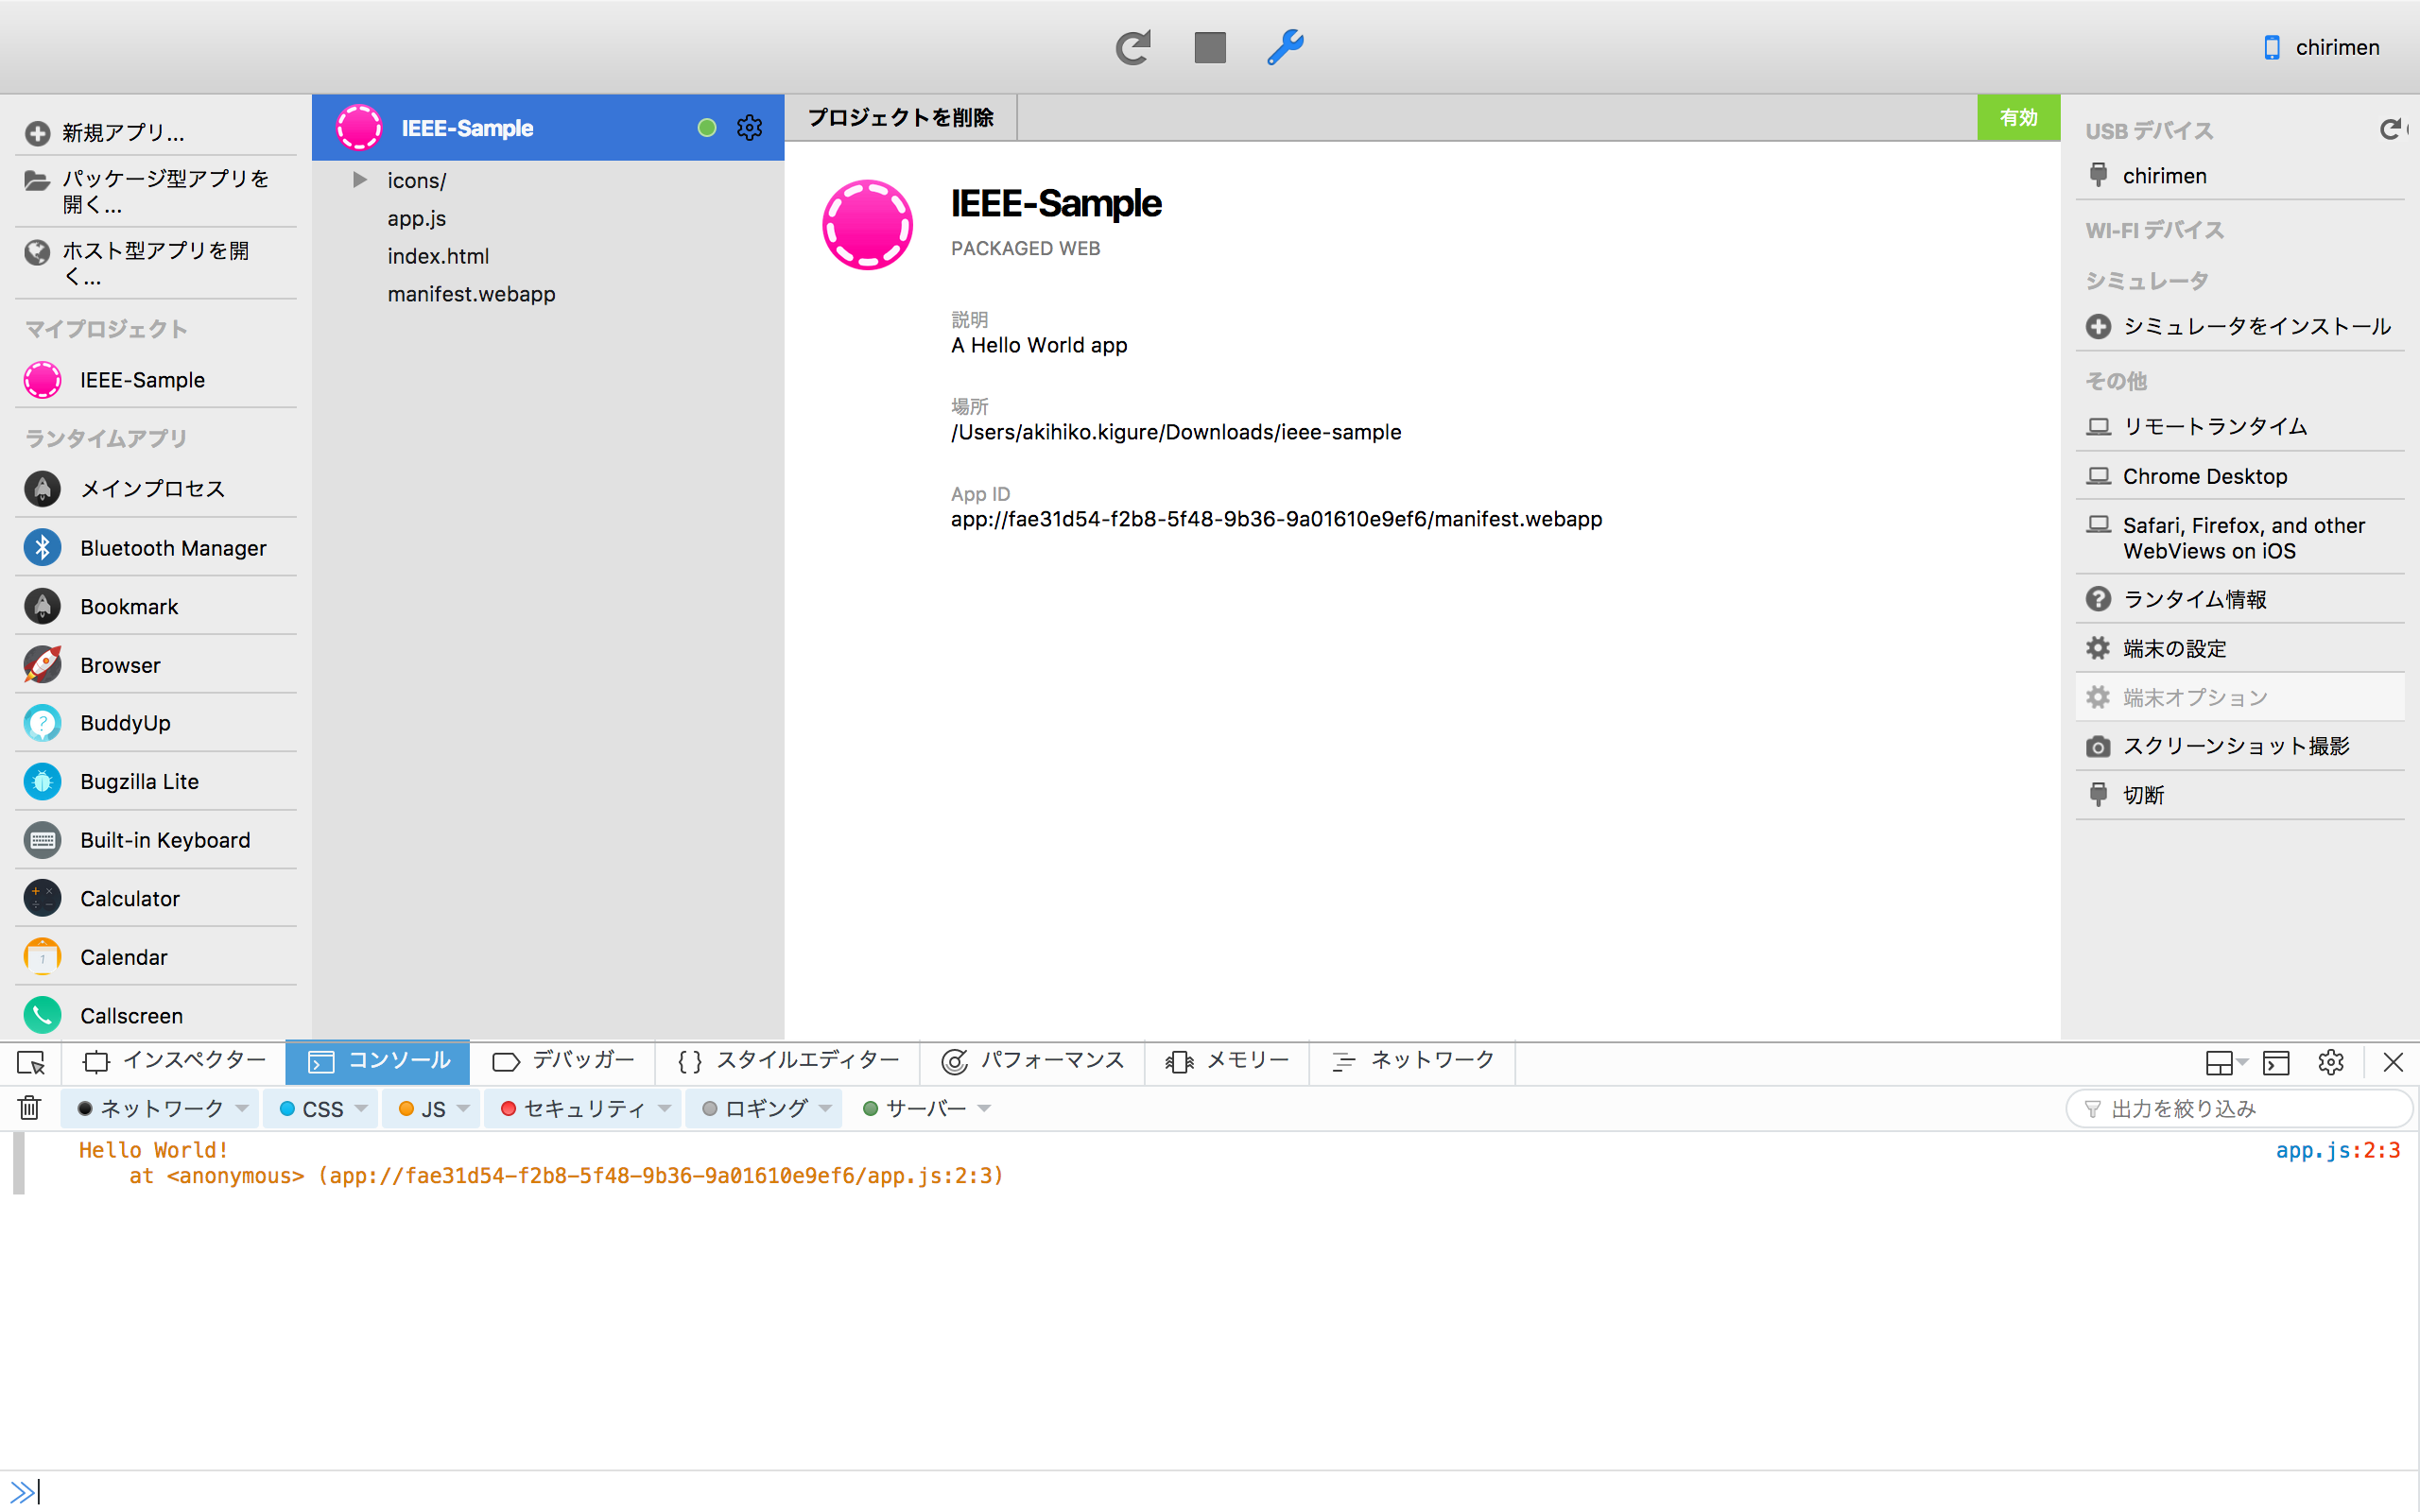 chirimen
新規アプリ...
パッケージ型アプリを
開く...
ホスト型アプリを開
く...
マイプロジェクト
IEEE-Sample
ランタイムアプリ
メインプロセス
Bluetooth Manager
Bookmark
Browser
BuddyUp
Bugzilla Lite
Built-in Keyboard
Calculator
Calendar
Callscreen
IEEE-Sample
icons/
app.js
index.html
manifest.webapp
プロジェクトを削除
有効
IEEE-Sample
PACKAGED WEB
説明
A Hello World app
場所
/Users/akihiko.kigure/Downloads/ieee-sample
App ID
app://fae31d54-f2b8-5f48-9b36-9a01610e9ef6/manifest.webapp
USB デバイス
chirimen
WI-FI デバイス
シミュレータ
シミュレータをインストール
その他
リモートランタイム
Chrome Desktop
Safari, Firefox, and other
WebViews on iOS
ランタイム情報
端末の設定
端末オプション
スクリーンショット撮影
切断
インスペクター コンソール デバッガー スタイルエディター パフォーマンス メモリー ネットワーク
ネットワーク CSS JS セキュリティ ロギング サーバー 出力を絞り込み
Hello World! app.js:2:3
at <anonymous> (app://fae31d54-f2b8-5f48-9b36-9a01610e9ef6/app.js:2:3)